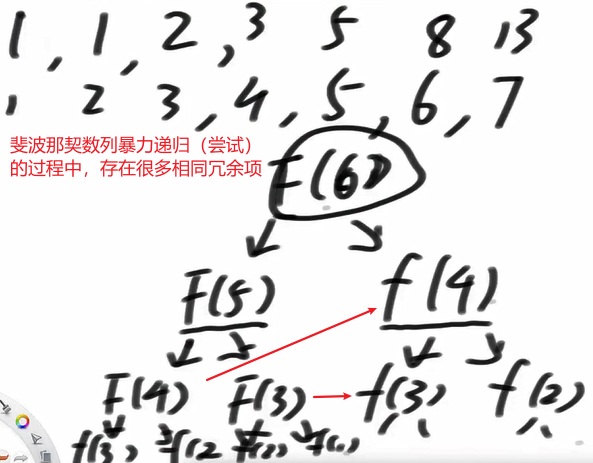 1, 1, 2, 3 5 8 13
1 2 3, 4, 5, 6, 7
斐波那契数列暴力递归（尝试）
的过程中，存在很多相同冗余项
F(6)
F(5) f(4)
F(4) F(3) f(3) f(2)
f(3) f(2 f(2) f(1)